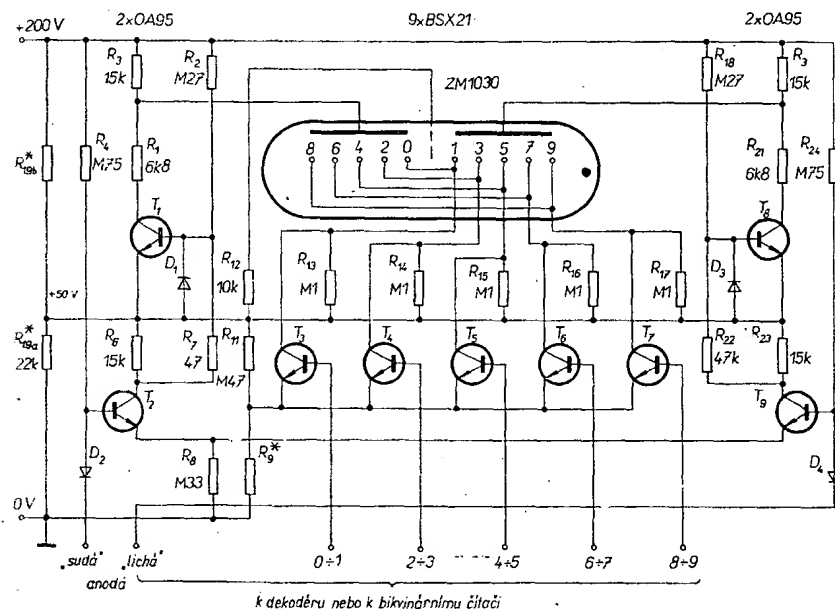 2xOA95 9xBSX21 2xOA95
+200V
R3 15k
R2 M27
R18 M27
R3 15k
ZM1030
R19b*
R4 M75
R1 6k8
8 6 4 2 0 1 3 5 7 9
R21 6k8
R24 M75
T1
T8
D1
R12 10k
R13 M1
R14 M1
R15 M1
R16 M1
R17 M1
D3
+50V
R19a* 22k
R6 15k
R7 47
R11 M47
T3
T4
T5
T6
T7
R22 47k
R23 15k
T2
T9
D2
R8 M33
R9*
D4
0V
„sudá" „lichá" 0÷1 2÷3 4÷5 6÷7 8÷9
anodá
k dekodéru nebo k bikvinárnímu čítači